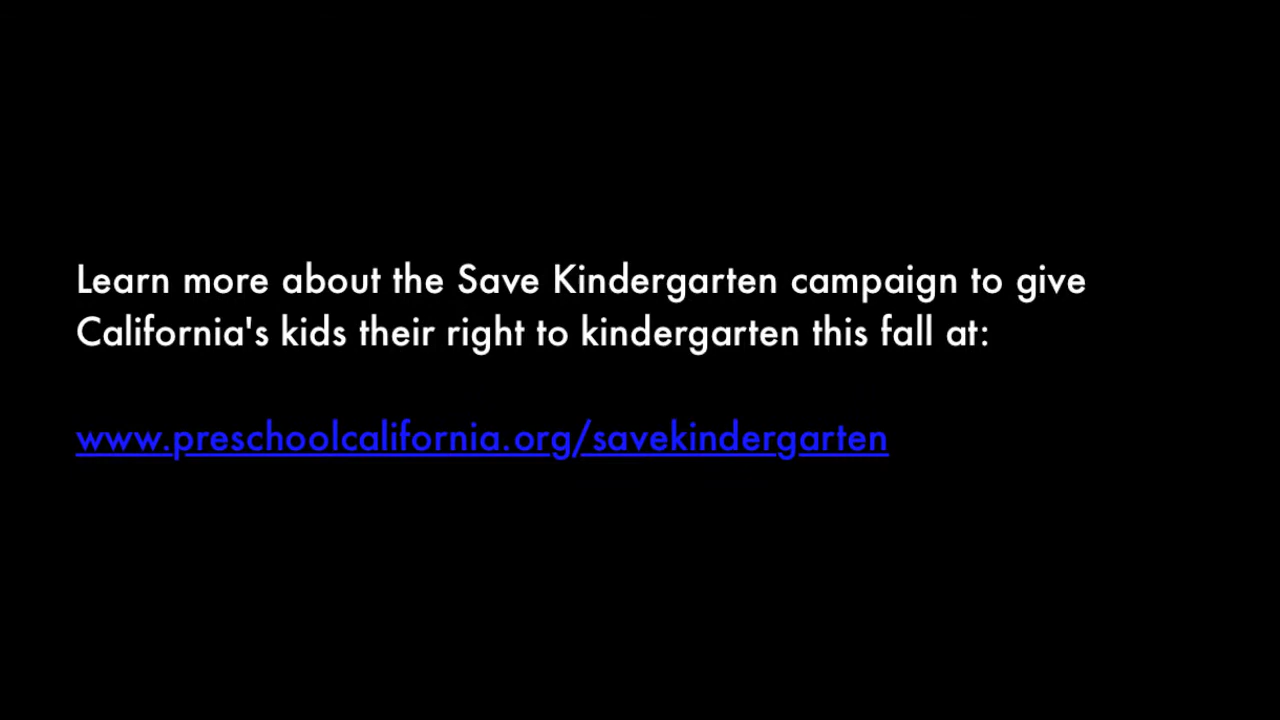 Learn more about the Save Kindergarten campaign to give
California's kids their right to kindergarten this fall at:
www.preschoolcalifornia.org/savekindergarten